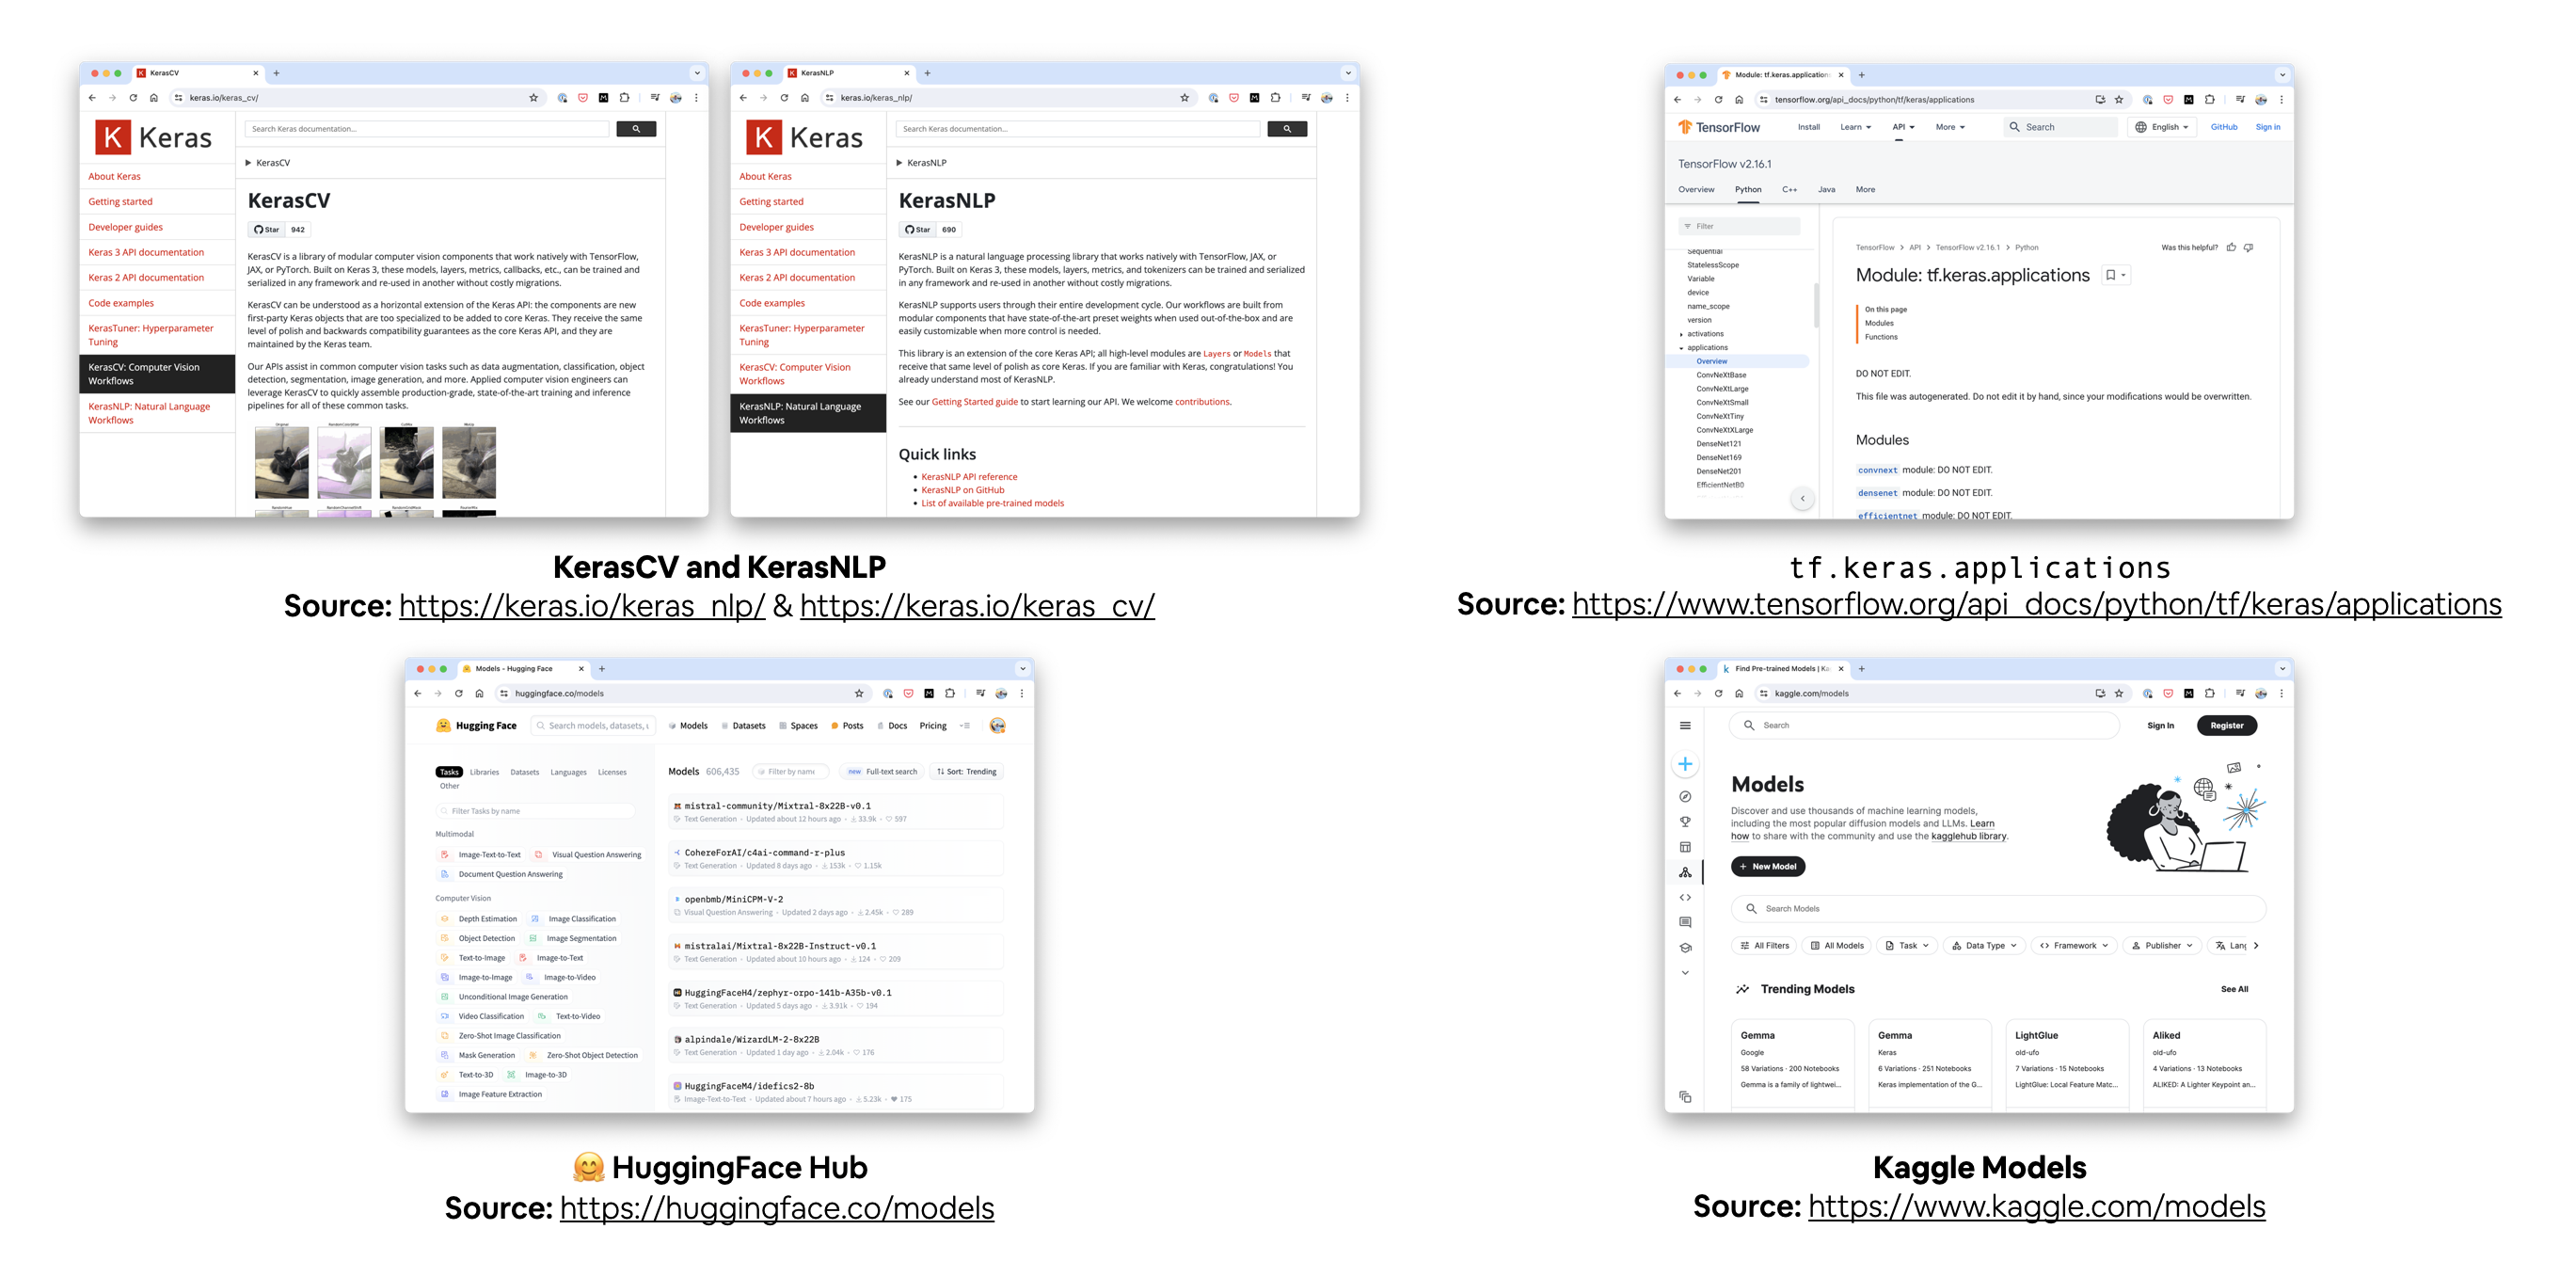 KerasCV
keras.io/keras_cv/
Keras
Search Keras documentation...
► KerasCV
About Keras
Getting started
Developer guides
Keras 3 API documentation
Keras 2 API documentation
Code examples
KerasTuner: Hyperparameter
Tuning
KerasCV: Computer Vision
Workflows
KerasNLP: Natural Language
Workflows
KerasCV
Star 942
KerasCV is a library of modular computer vision components that work natively with TensorFlow,
JAX, or PyTorch. Built on Keras 3, these models, layers, metrics, callbacks, etc., can be trained and
serialized in any framework and re-used in another without costly migrations.
KerasCV can be understood as a horizontal extension of the Keras API: the components are new
first-party Keras objects that are too specialized to be added to core Keras. They receive the same
level of polish and backwards compatibility guarantees as the core Keras API, and they are
maintained by the Keras team.
Our APIs assist in common computer vision tasks such as data augmentation, classification, object
detection, segmentation, image generation, and more. Applied computer vision engineers can
leverage KerasCV to quickly assemble production-grade, state-of-the-art training and inference
pipelines for all of these common tasks.
KerasNLP
keras.io/keras_nlp/
Keras
Search Keras documentation...
► KerasNLP
About Keras
Getting started
Developer guides
Keras 3 API documentation
Keras 2 API documentation
Code examples
KerasTuner: Hyperparameter
Tuning
KerasCV: Computer Vision
Workflows
KerasNLP: Natural Language
Workflows
KerasNLP
Star 690
KerasNLP is a natural language processing library that works natively with TensorFlow, JAX, or
PyTorch. Built on Keras 3, these models, layers, metrics, and tokenizers can be trained and serialized
in any framework and re-used in another without costly migrations.
KerasNLP supports users through their entire development cycle. Our workflows are built from
modular components that have state-of-the-art preset weights when used out-of-the-box and are
easily customizable when more control is needed.
This library is an extension of the core Keras API; all high-level modules are Layers or Models that
receive that same level of polish as core Keras. If you are familiar with Keras, congratulations! You
already understand most of KerasNLP.
See our Getting Started guide to start learning our API. We welcome contributions.
Quick links
• KerasNLP API reference
• KerasNLP on GitHub
• List of available pre-trained models
KerasCV and KerasNLP
Source: https://keras.io/keras_nlp/ & https://keras.io/keras_cv/
Module: tf.keras.applications
tensorflow.org/api_docs/python/tf/keras/applications
TensorFlow Install Learn API More Search English GitHub Sign in
TensorFlow v2.16.1
Overview Python C++ Java More
Filter
Sequential
StatelessScope
Variable
device
name_scope
version
activations
applications
Overview
ConvNeXtBase
ConvNeXtLarge
ConvNeXtSmall
ConvNeXtTiny
ConvNeXtXLarge
DenseNet121
DenseNet169
DenseNet201
EfficientNetB0
TensorFlow > API > TensorFlow v2.16.1 > Python Was this helpful?
Module: tf.keras.applications
On this page
Modules
Functions
DO NOT EDIT.
This file was autogenerated. Do not edit it by hand, since your modifications would be overwritten.
Modules
convnext module: DO NOT EDIT.
densenet module: DO NOT EDIT.
efficientnet module: DO NOT EDIT.
tf.keras.applications
Source: https://www.tensorflow.org/api_docs/python/tf/keras/applications
Models - Hugging Face
huggingface.co/models
Hugging Face Search models, datasets, Models Datasets Spaces Posts Docs Pricing
Tasks Libraries Datasets Languages Licenses
Other
Filter Tasks by name
Multimodal
Image-Text-to-Text Visual Question Answering
Document Question Answering
Computer Vision
Depth Estimation Image Classification
Object Detection Image Segmentation
Text-to-Image Image-to-Text
Image-to-Image Image-to-Video
Unconditional Image Generation
Video Classification Text-to-Video
Zero-Shot Image Classification
Mask Generation Zero-Shot Object Detection
Text-to-3D Image-to-3D
Image Feature Extraction
Models 606,435 Filter by name new Full-text search Sort: Trending
mistral-community/Mixtral-8x22B-v0.1
Text Generation • Updated about 12 hours ago • 33.9k • 597
CohereForAI/c4ai-command-r-plus
Text Generation • Updated 8 days ago • 153k • 1.15k
openbmb/MiniCPM-V-2
Visual Question Answering • Updated 2 days ago • 2.45k • 289
mistralai/Mixtral-8x22B-Instruct-v0.1
Text Generation • Updated about 10 hours ago • 124 • 209
HuggingFaceH4/zephyr-orpo-141b-A35b-v0.1
Text Generation • Updated 5 days ago • 3.91k • 194
alpindale/WizardLM-2-8x22B
Text Generation • Updated 1 day ago • 2.04k • 176
HuggingFaceM4/idefics2-8b
Image-Text-to-Text • Updated about 7 hours ago • 5.23k • 175
🤗 HuggingFace Hub
Source: https://huggingface.co/models
Find Pre-trained Models | Ka
kaggle.com/models
Search Sign In Register
Models
Discover and use thousands of machine learning models,
including the most popular diffusion models and LLMs. Learn
how to share with the community and use the kagglehub library.
+ New Model
Search Models
All Filters All Models Task Data Type Framework Publisher Lang
Trending Models See All
Gemma
Google
58 Variations · 200 Notebooks
Gemma is a family of lightwei...
Gemma
Keras
6 Variations · 251 Notebooks
Keras implementation of the G...
LightGlue
old-ufo
7 Variations · 15 Notebooks
LightGlue: Local Feature Matc...
Aliked
old-ufo
4 Variations · 13 Notebooks
ALIKED: A Lighter Keypoint an...
Kaggle Models
Source: https://www.kaggle.com/models